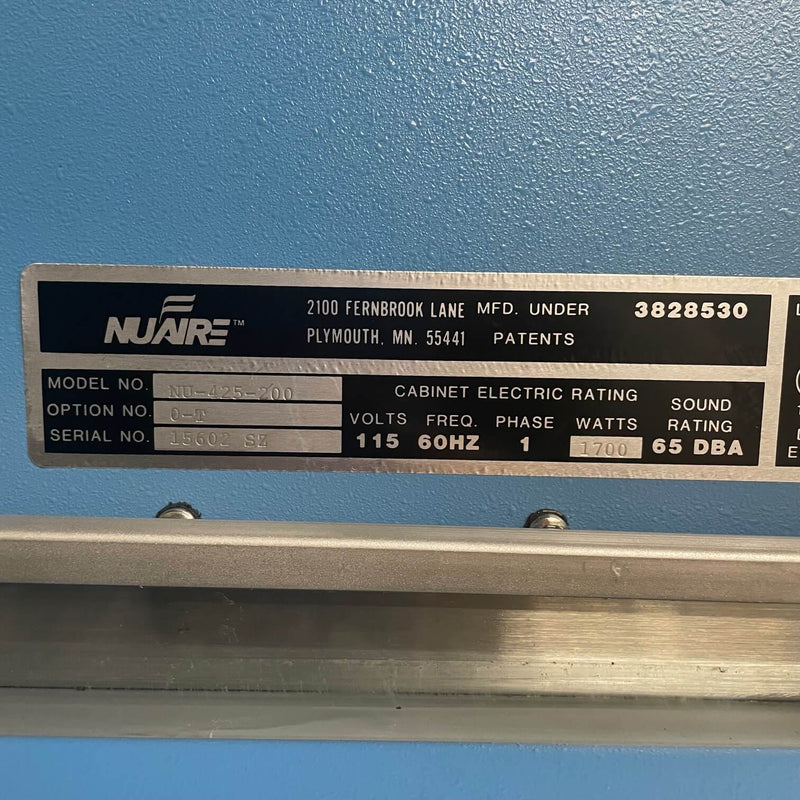 NUAIRE™
2100 FERNBROOK LANE MFD. UNDER 3828530
PLYMOUTH, MN. 55441 PATENTS
MODEL NO. NU-425-200
OPTION NO. 0-T
SERIAL NO. 15602 SZ
CABINET ELECTRIC RATING
VOLTS FREQ. PHASE WATTS
115 60HZ 1 1700
SOUND
RATING
65 DBA